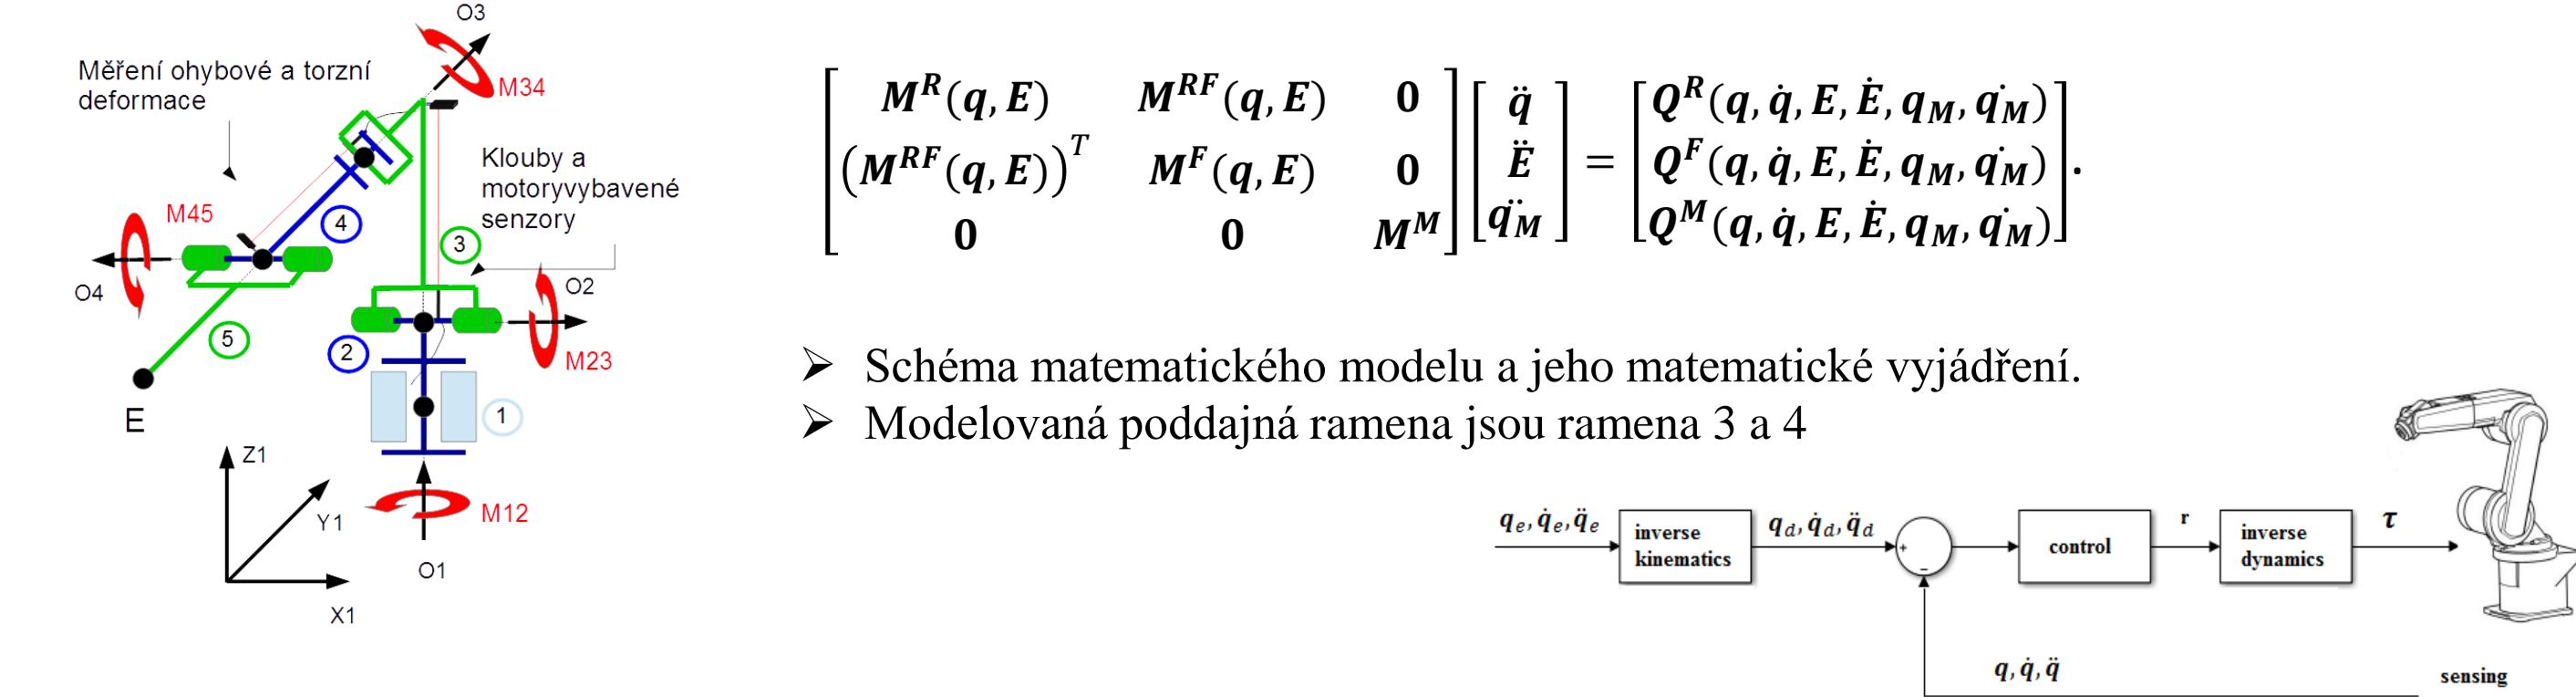 O3
Měření ohybové a torzní
deformace
M34
Klouby a
motoryvybavené
senzory
M45
4
3
O4
O2
5
2
M23
E
1
Z1
Y1
M12
O1
X1
[ M^R(q, E) M^{RF}(q, E) 0 ] [ q̈ ] = [ Q^R(q, q̇, E, Ė, q_M, q̇_M) ]
[ (M^{RF}(q, E))^T M^F(q, E) 0 ] [ Ë ] = [ Q^F(q, q̇, E, Ė, q_M, q̇_M) ] .
[ 0 0 M^M ] [ q̈_M ] = [ Q^M(q, q̇, E, Ė, q_M, q̇_M) ]
➢ Schéma matematického modelu a jeho matematické vyjádření.
➢ Modelovaná poddajná ramena jsou ramena 3 a 4
q_e, q̇_e, q̈_e
inverse
kinematics
q_d, q̇_d, q̈_d
+
−
control
r
inverse
dynamics
τ
q, q̇, q̈
sensing